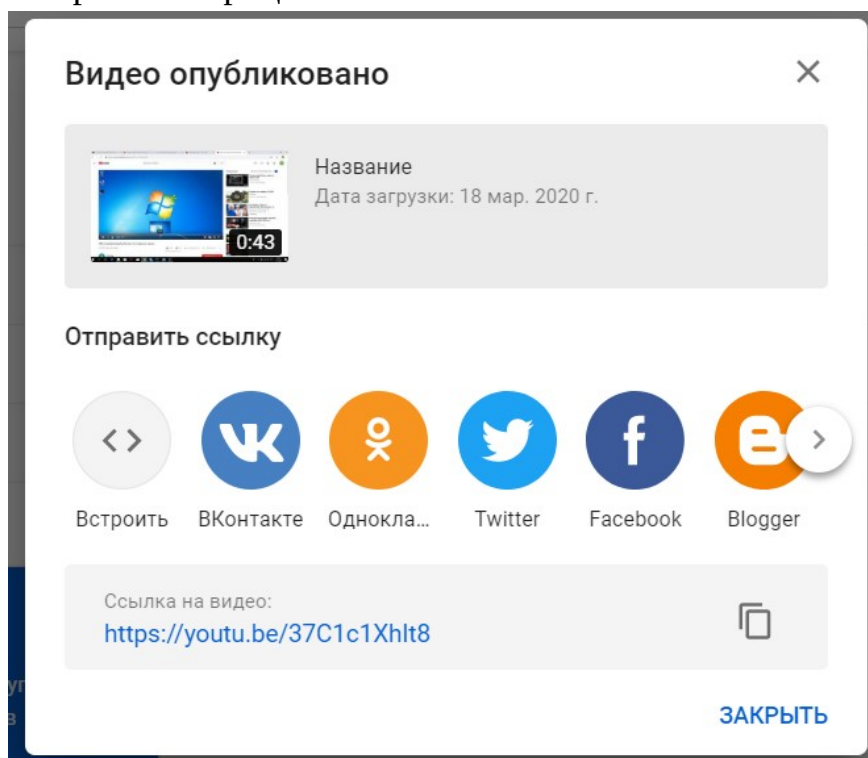 Видео опубликовано
Название
Дата загрузки: 18 мар. 2020 г.
0:43
Отправить ссылку
Встроить ВКонтакте Однокла... Twitter Facebook Blogger
Ссылка на видео:
https://youtu.be/37C1c1Xhlt8
ЗАКРЫТЬ